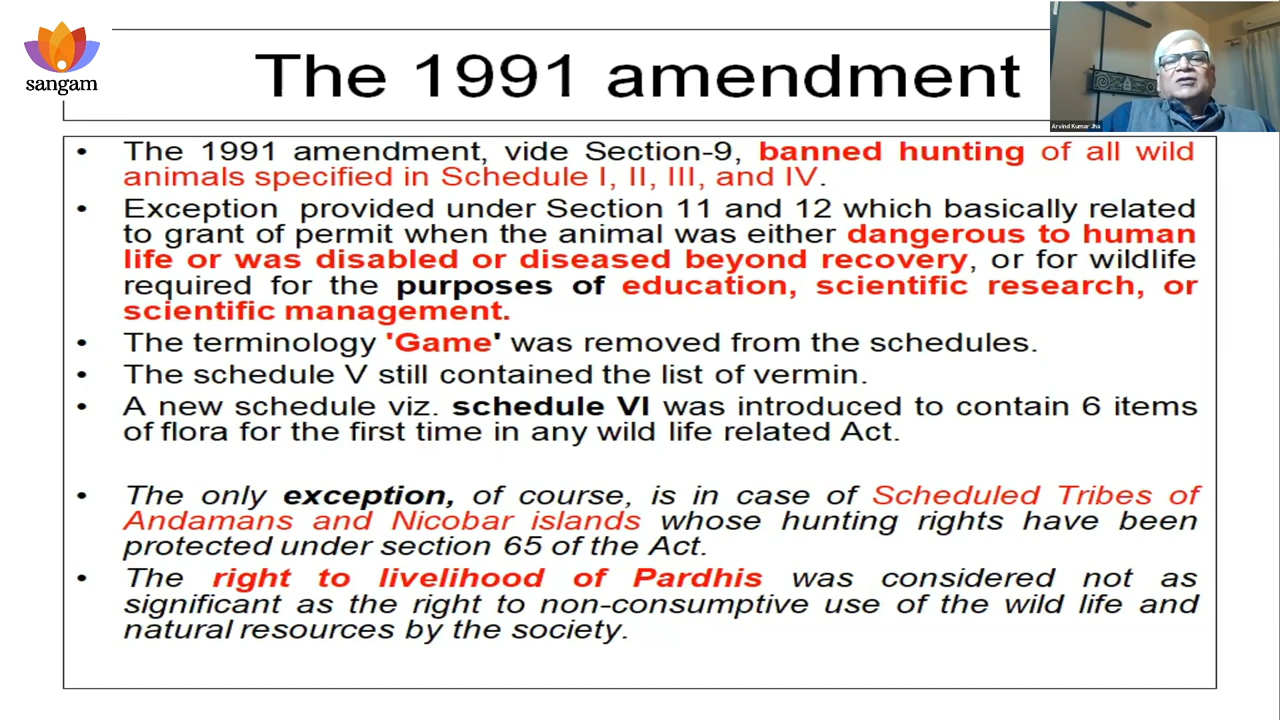 sangam
The 1991 amendment
Arvind Kumar Jha
• The 1991 amendment, vide Section-9, banned hunting of all wild
animals specified in Schedule I, II, III, and IV.
• Exception provided under Section 11 and 12 which basically related
to grant of permit when the animal was either dangerous to human
life or was disabled or diseased beyond recovery, or for wildlife
required for the purposes of education, scientific research, or
scientific management.
• The terminology 'Game' was removed from the schedules.
• The schedule V still contained the list of vermin.
• A new schedule viz. schedule VI was introduced to contain 6 items
of flora for the first time in any wild life related Act.
• The only exception, of course, is in case of Scheduled Tribes of
Andamans and Nicobar islands whose hunting rights have been
protected under section 65 of the Act.
• The right to livelihood of Pardhis was considered not as
significant as the right to non-consumptive use of the wild life and
natural resources by the society.